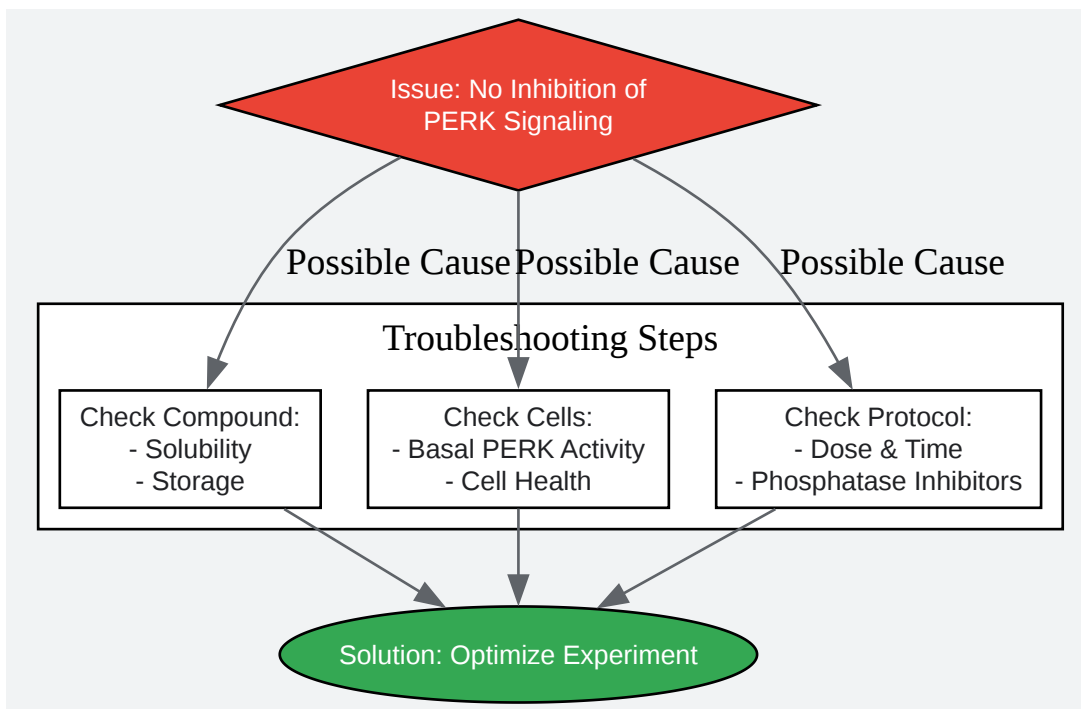 Issue: No Inhibition of
PERK Signaling
Possible Cause
Possible Cause
Possible Cause
Troubleshooting Steps
Check Compound:
- Solubility
- Storage
Check Cells:
- Basal PERK Activity
- Cell Health
Check Protocol:
- Dose & Time
- Phosphatase Inhibitors
Solution: Optimize Experiment